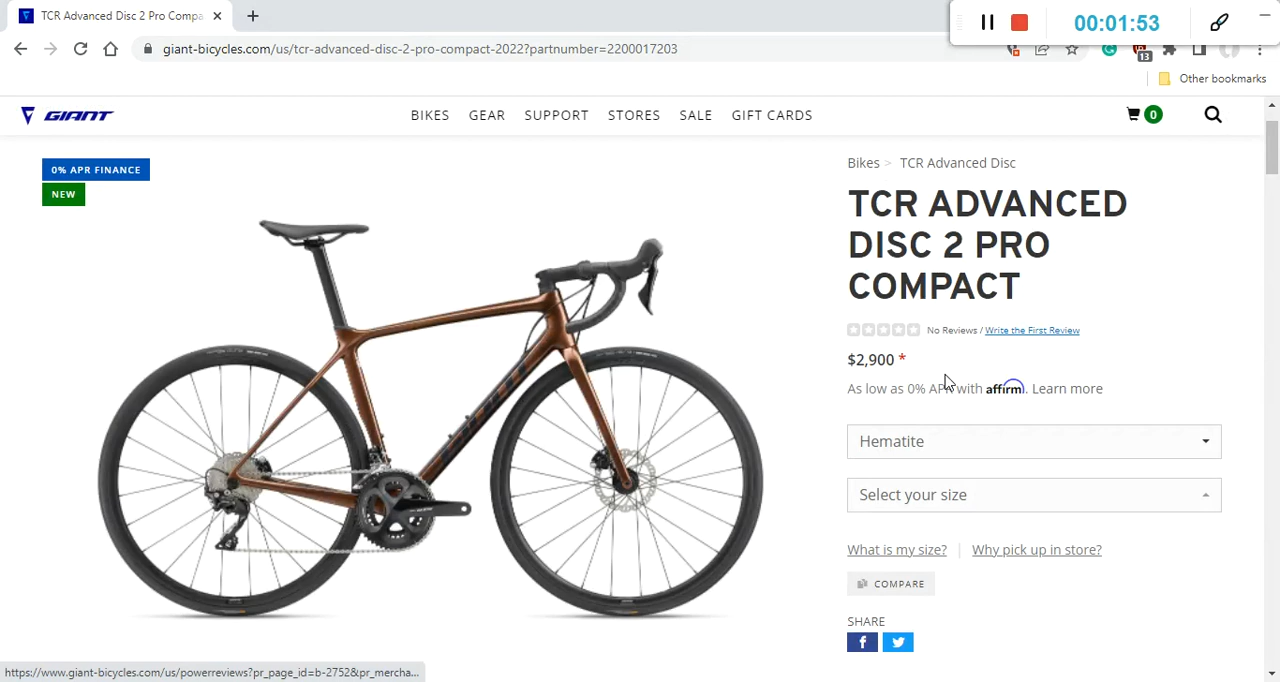 TCR Advanced Disc 2 Pro Compa
00:01:53
giant-bicycles.com/us/tcr-advanced-disc-2-pro-compact-2022?partnumber=2200017203
13
Other bookmarks
GIANT
BIKES GEAR SUPPORT STORES SALE GIFT CARDS
0
0% APR FINANCE
NEW
Bikes > TCR Advanced Disc
TCR ADVANCED
DISC 2 PRO
COMPACT
No Reviews / Write the First Review
$2,900 *
As low as 0% APR with affirm. Learn more
Hematite
Select your size
What is my size? Why pick up in store?
COMPARE
SHARE
GIANT
https://www.giant-bicycles.com/us/powerreviews?pr_page_id=b-2752&pr_mercha...